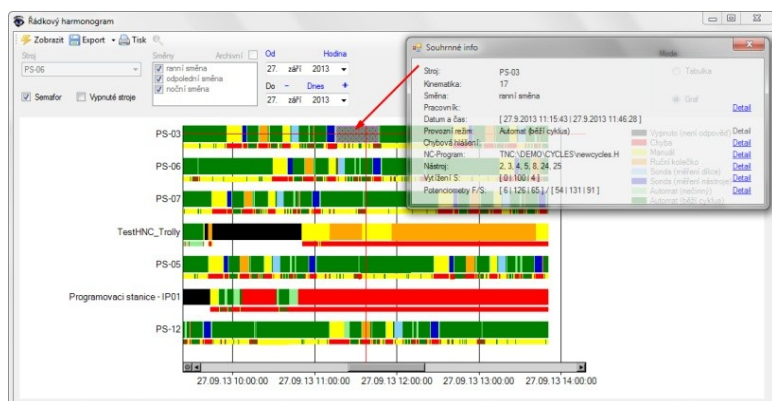 Řádkový harmonogram
Zobrazit Export Tisk
Stroj Směny Archivní Od Hodina
PS-06 ranní směna 27. září 2013
odpolední směna Do - Dnes +
noční směna 27. září 2013
Semafor Vypnuté stroje
Souhrnné info
Mode
Tabulka
Graf
Stroj: PS-03
Kinematika: 17
Směna: ranní směna
Pracovník: Detail
Datum a čas: [ 27.9.2013 11:15:43 | 27.9.2013 11:46:28 ]
Provozní režim: Automat (běží cyklus) Detail
Chybová hlášení: Detail
NC-Program: TNC:\DEMO\CYCLES\newcycles.H Detail
Nástroj: 2, 3, 4, 5, 8, 24, 25 Detail
Vytížení S: [ 0 | 100 | 4 ] Detail
Potenciometry F/S: [ 6 | 126 | 65 ] / [ 54 | 131 | 91 ] Detail
Vypnuto (není odpověď)
Chyba
Manuál
Ruční kolečko
Sonda (měření dílce)
Sonda (měření nástroje)
Automat (nečinný)
Automat (běží cyklus)
PS-03
PS-06
PS-07
TestHNC_Trolly
PS-05
Programovaci stanice - IP01
PS-12
27.09.13 10:00:00 27.09.13 11:00:00 27.09.13 12:00:00 27.09.13 13:00:00 27.09.13 14:00:00